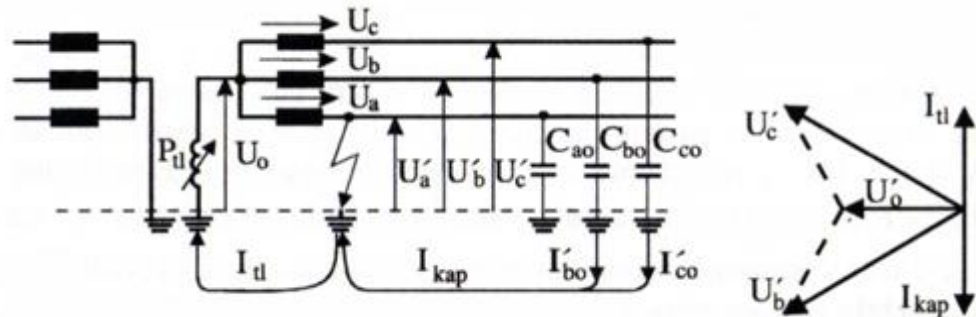 U_c
U_b
U_a
P_tl
U_o
U′_a U′_b U′_c
C_ao C_bo C_co
I_tl
I_kap
I′_bo
I′_co
U′_c
I_tl
U′_o
U′_b
I_kap